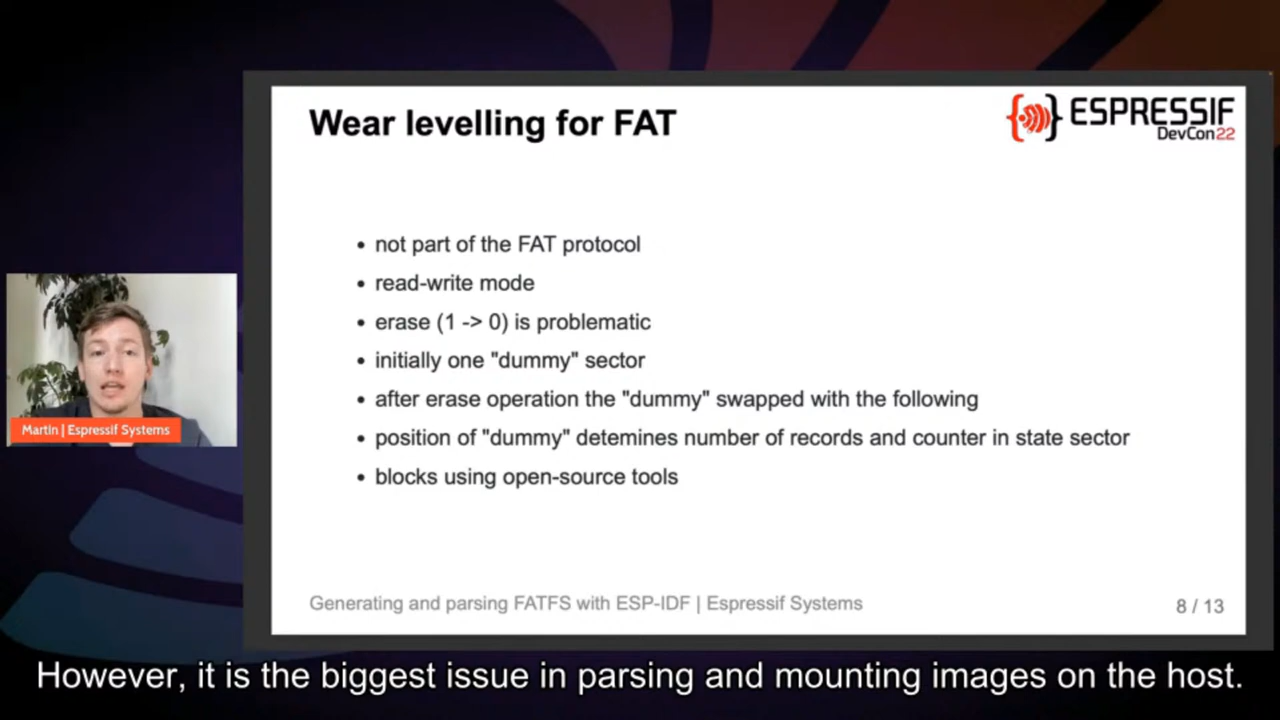 Wear levelling for FAT
ESPRESSIF
DevCon22
• not part of the FAT protocol
• read-write mode
• erase (1 -> 0) is problematic
• initially one "dummy" sector
• after erase operation the "dummy" swapped with the following
• position of "dummy" detemines number of records and counter in state sector
• blocks using open-source tools
Martin | Espressif Systems
Generating and parsing FATFS with ESP-IDF | Espressif Systems
8 / 13
However, it is the biggest issue in parsing and mounting images on the host.